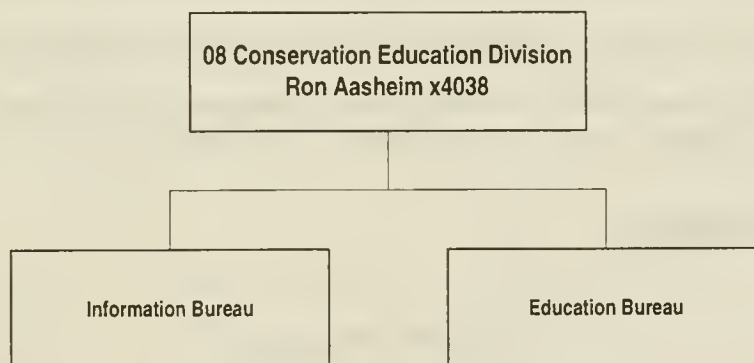 08 Conservation Education Division
Ron Aasheim x4038
Information Bureau
Education Bureau